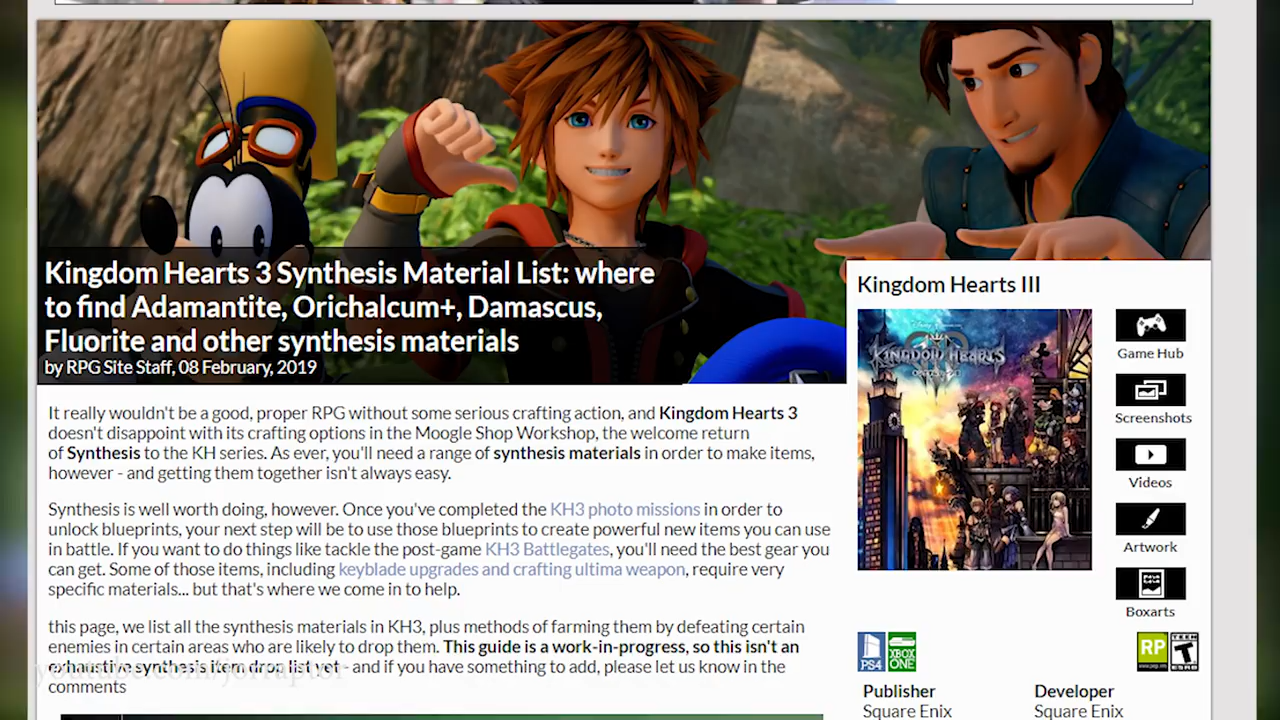 Kingdom Hearts 3 Synthesis Material List: where
to find Adamantite, Orichalcum+, Damascus,
Fluorite and other synthesis materials
by RPG Site Staff, 08 February, 2019
It really wouldn't be a good, proper RPG without some serious crafting action, and Kingdom Hearts 3
doesn't disappoint with its crafting options in the Moogle Shop Workshop, the welcome return
of Synthesis to the KH series. As ever, you'll need a range of synthesis materials in order to make items,
however - and getting them together isn't always easy.
Synthesis is well worth doing, however. Once you've completed the KH3 photo missions in order to
unlock blueprints, your next step will be to use those blueprints to create powerful new items you can use
in battle. If you want to do things like tackle the post-game KH3 Battlegates, you'll need the best gear you
can get. Some of those items, including keyblade upgrades and crafting ultima weapon, require very
specific materials... but that's where we come in to help.
this page, we list all the synthesis materials in KH3, plus methods of farming them by defeating certain
enemies in certain areas who are likely to drop them. This guide is a work-in-progress, so this isn't an
exhaustive synthesis item drop list yet - and if you have something to add, please let us know in the
comments
youtube.com/jorraptor
Kingdom Hearts III
Disney
KINGDOM HEARTS
Game Hub
Screenshots
Videos
Artwork
Boxarts
PS4
XBOX
ONE
RP
TEEN
T
ESRB
Publisher
Square Enix
Developer
Square Enix